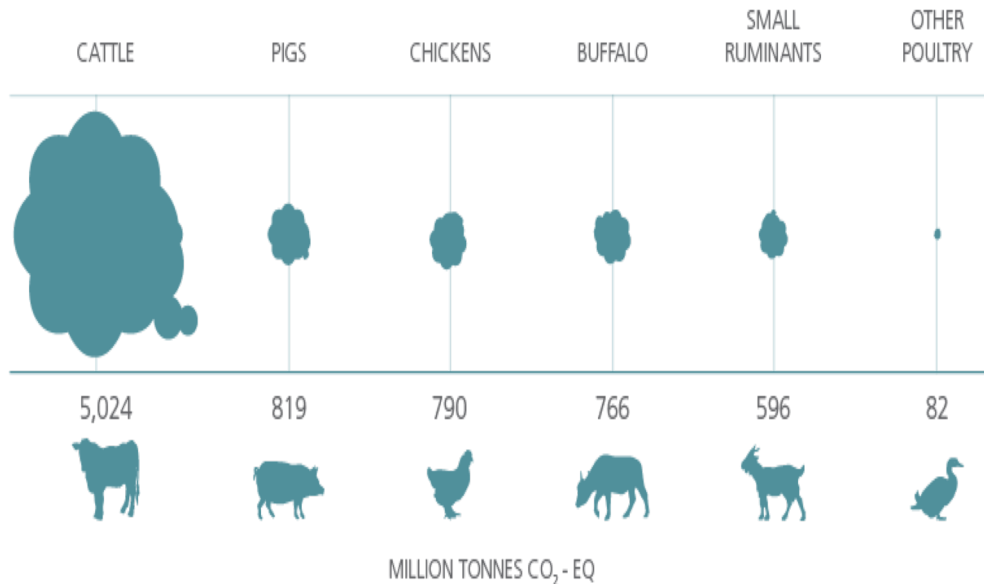 CATTLE
PIGS
CHICKENS
BUFFALO
SMALL
RUMINANTS
OTHER
POULTRY
5,024
819
790
766
596
82
MILLION TONNES CO₂ - EQ